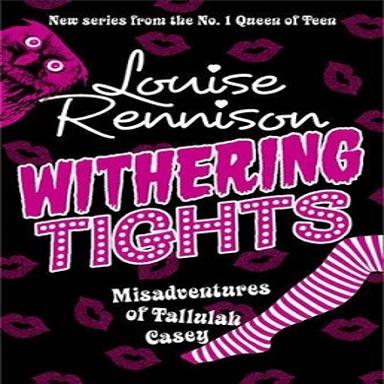 New series from the No. 1 Queen of Teen
Louise
Rennison
WITHERING
TIGHTS
Misadventures
of Tallulah
Casey